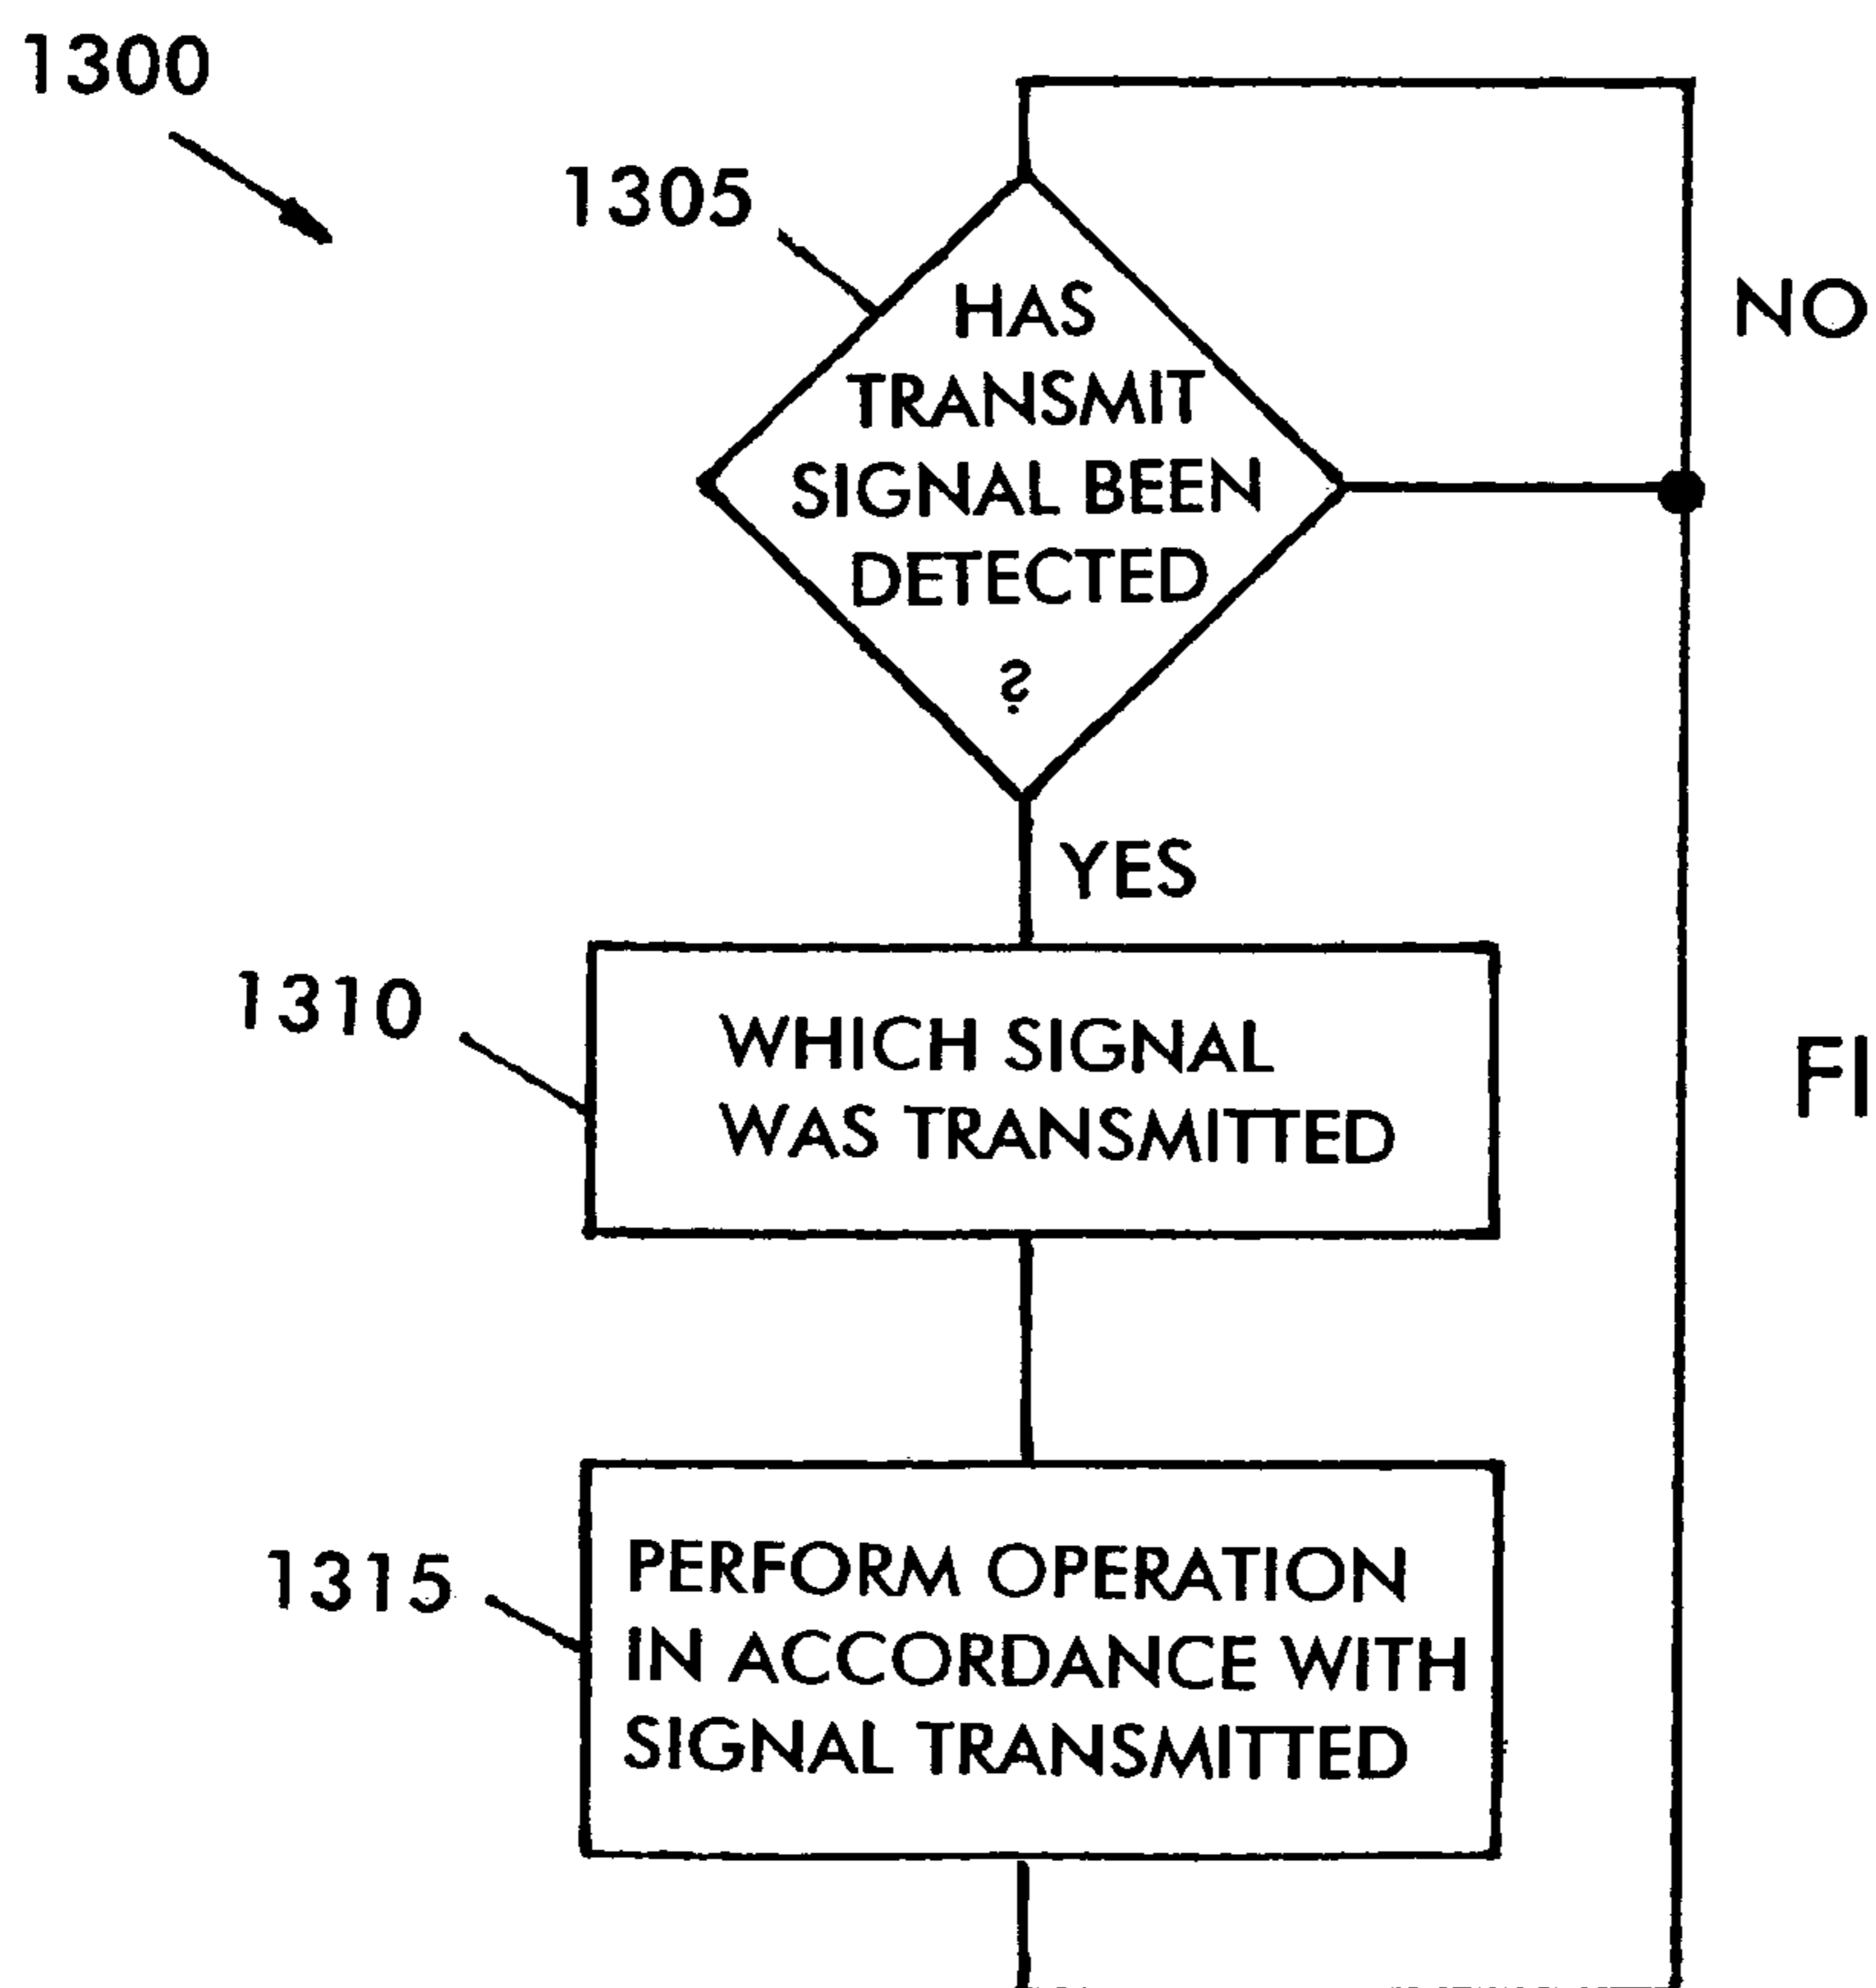 1300
1305
HAS
TRANSMIT
SIGNAL BEEN
DETECTED
?
NO
YES
1310
WHICH SIGNAL
WAS TRANSMITTED
FI
1315
PERFORM OPERATION
IN ACCORDANCE WITH
SIGNAL TRANSMITTED